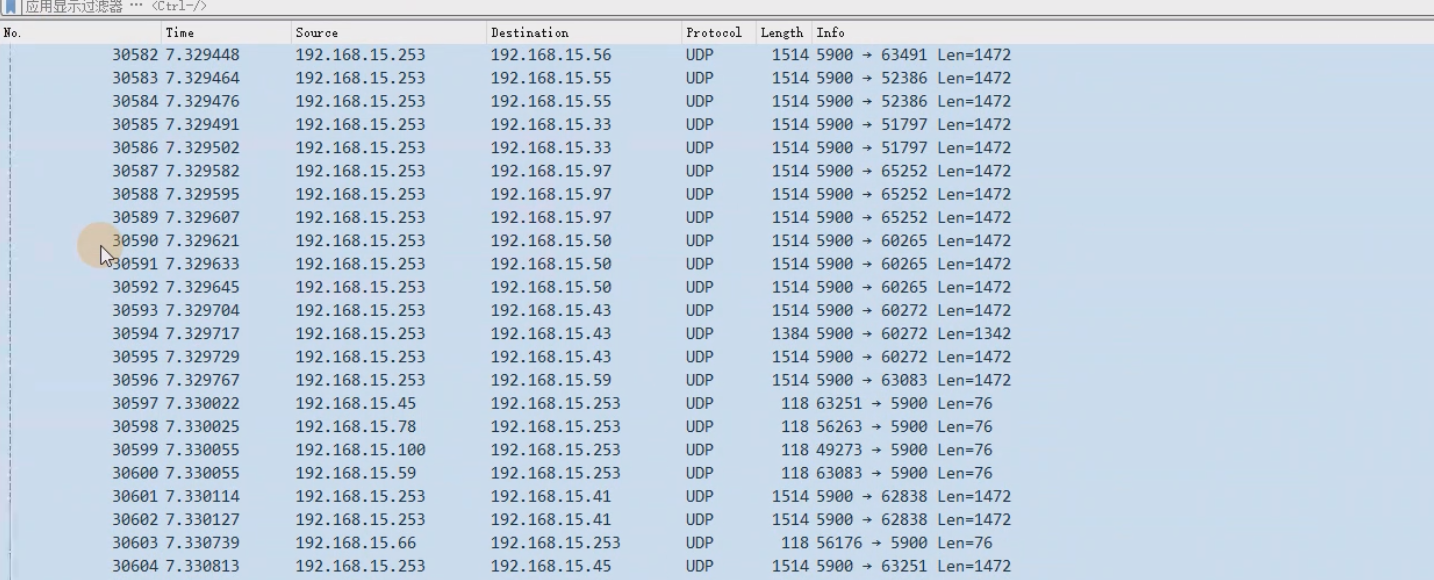 应用显示过滤器 … <Ctrl-/>
No. Time Source Destination Protocol Length Info
30582 7.329448 192.168.15.253 192.168.15.56 UDP 1514 5900 → 63491 Len=1472
30583 7.329464 192.168.15.253 192.168.15.55 UDP 1514 5900 → 52386 Len=1472
30584 7.329476 192.168.15.253 192.168.15.55 UDP 1514 5900 → 52386 Len=1472
30585 7.329491 192.168.15.253 192.168.15.33 UDP 1514 5900 → 51797 Len=1472
30586 7.329502 192.168.15.253 192.168.15.33 UDP 1514 5900 → 51797 Len=1472
30587 7.329582 192.168.15.253 192.168.15.97 UDP 1514 5900 → 65252 Len=1472
30588 7.329595 192.168.15.253 192.168.15.97 UDP 1514 5900 → 65252 Len=1472
30589 7.329607 192.168.15.253 192.168.15.97 UDP 1514 5900 → 65252 Len=1472
30590 7.329621 192.168.15.253 192.168.15.50 UDP 1514 5900 → 60265 Len=1472
30591 7.329633 192.168.15.253 192.168.15.50 UDP 1514 5900 → 60265 Len=1472
30592 7.329645 192.168.15.253 192.168.15.50 UDP 1514 5900 → 60265 Len=1472
30593 7.329704 192.168.15.253 192.168.15.43 UDP 1514 5900 → 60272 Len=1472
30594 7.329717 192.168.15.253 192.168.15.43 UDP 1384 5900 → 60272 Len=1342
30595 7.329729 192.168.15.253 192.168.15.43 UDP 1514 5900 → 60272 Len=1472
30596 7.329767 192.168.15.253 192.168.15.59 UDP 1514 5900 → 63083 Len=1472
30597 7.330022 192.168.15.45 192.168.15.253 UDP 118 63251 → 5900 Len=76
30598 7.330025 192.168.15.78 192.168.15.253 UDP 118 56263 → 5900 Len=76
30599 7.330055 192.168.15.100 192.168.15.253 UDP 118 49273 → 5900 Len=76
30600 7.330055 192.168.15.59 192.168.15.253 UDP 118 63083 → 5900 Len=76
30601 7.330114 192.168.15.253 192.168.15.41 UDP 1514 5900 → 62838 Len=1472
30602 7.330127 192.168.15.253 192.168.15.41 UDP 1514 5900 → 62838 Len=1472
30603 7.330739 192.168.15.66 192.168.15.253 UDP 118 56176 → 5900 Len=76
30604 7.330813 192.168.15.253 192.168.15.45 UDP 1514 5900 → 63251 Len=1472